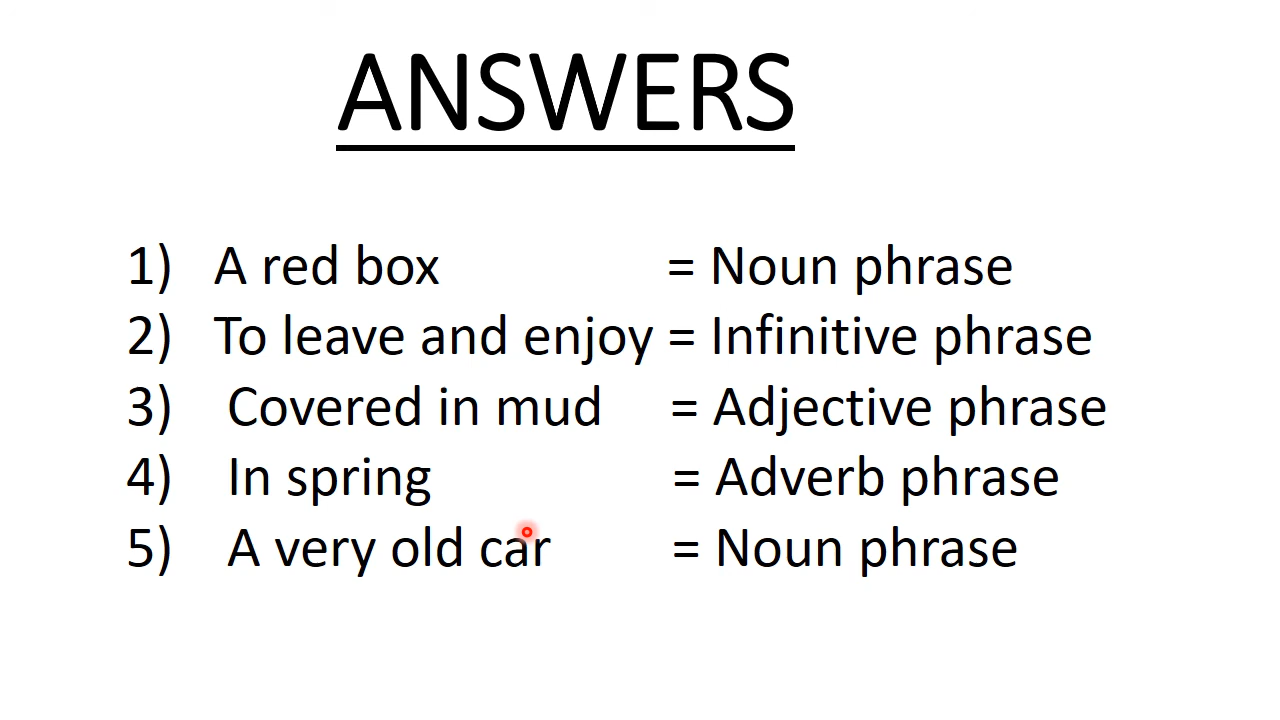 ANSWERS
1) A red box = Noun phrase
2) To leave and enjoy = Infinitive phrase
3) Covered in mud = Adjective phrase
4) In spring = Adverb phrase
5) A very old car = Noun phrase